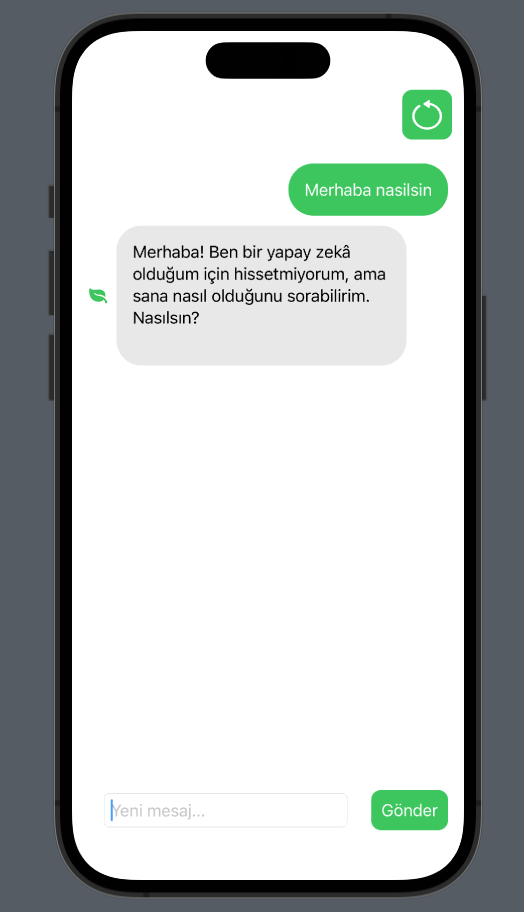 Merhaba nasilsin
Merhaba! Ben bir yapay zekâ
olduğum için hissetmiyorum, ama
sana nasıl olduğunu sorabilirim.
Nasılsın?
Yeni mesaj...
Gönder